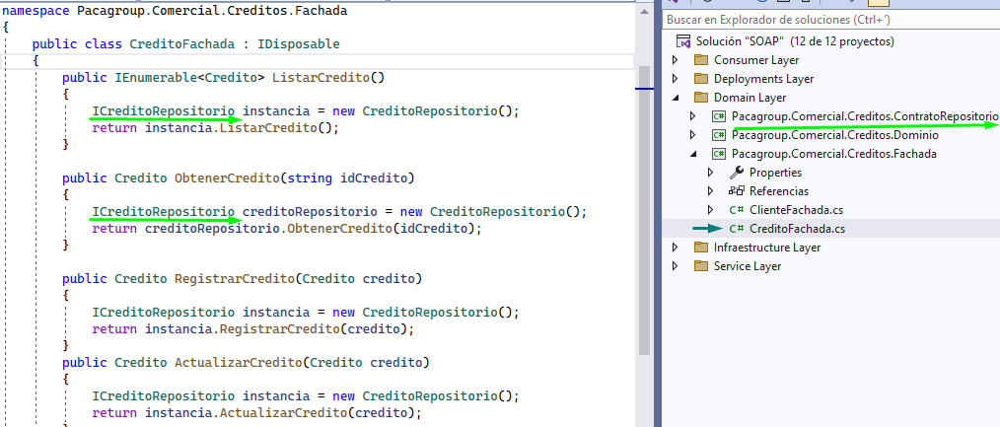 namespace Pacagroup.Comercial.Creditos.Fachada
{
public class CreditoFachada : IDisposable
{
public IEnumerable<Credito> ListarCredito()
{
ICreditoRepositorio instancia = new CreditoRepositorio();
return instancia.ListarCredito();
}
public Credito ObtenerCredito(string idCredito)
{
ICreditoRepositorio creditoRepositorio = new CreditoRepositorio();
return creditoRepositorio.ObtenerCredito(idCredito);
}
public Credito RegistrarCredito(Credito credito)
{
ICreditoRepositorio instancia = new CreditoRepositorio();
return instancia.RegistrarCredito(credito);
}
public Credito ActualizarCredito(Credito credito)
{
ICreditoRepositorio instancia = new CreditoRepositorio();
return instancia.ActualizarCredito(credito);
Buscar en Explorador de soluciones (Ctrl+´)
Solución "SOAP" (12 de 12 proyectos)
Consumer Layer
Deployments Layer
Domain Layer
C# Pacagroup.Comercial.Creditos.ContratoRepositorio
C# Pacagroup.Comercial.Creditos.Dominio
C# Pacagroup.Comercial.Creditos.Fachada
Properties
Referencias
C# ClienteFachada.cs
C# CreditoFachada.cs
Infraestructure Layer
Service Layer